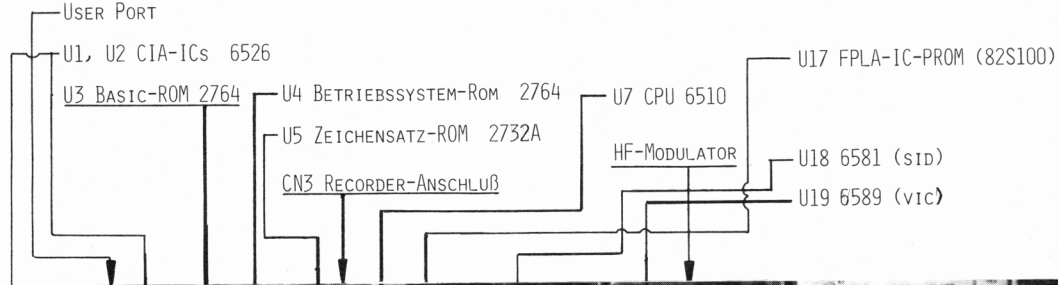 User Port
U1, U2 CIA-ICs 6526
U3 Basic-ROM 2764
U4 Betriebssystem-Rom 2764
U5 Zeichensatz-ROM 2732A
CN3 Recorder-Anschluß
U7 CPU 6510
HF-Modulator
U17 FPLA-IC-PROM (82S100)
U18 6581 (SID)
U19 6589 (VIC)